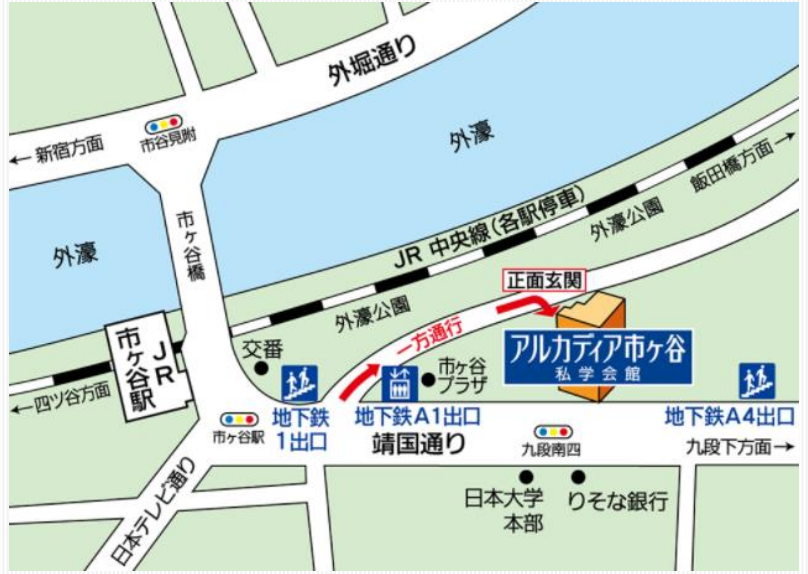 外堀通り
← 新宿方面
市谷見附
外濠
飯田橋方面 →
市ヶ谷橋
外濠
JR 中央線(各駅停車)
外濠公園
正面玄関
外濠公園
一方通行
アルカディア市ヶ谷
私学会館
JR
市ヶ谷駅
交番
市ヶ谷
プラザ
←四ツ谷方面
市ヶ谷駅
地下鉄
1出口
地下鉄A1出口
地下鉄A4出口
靖国通り
九段南四
九段下方面→
日本テレビ通り
日本大学
本部
りそな銀行